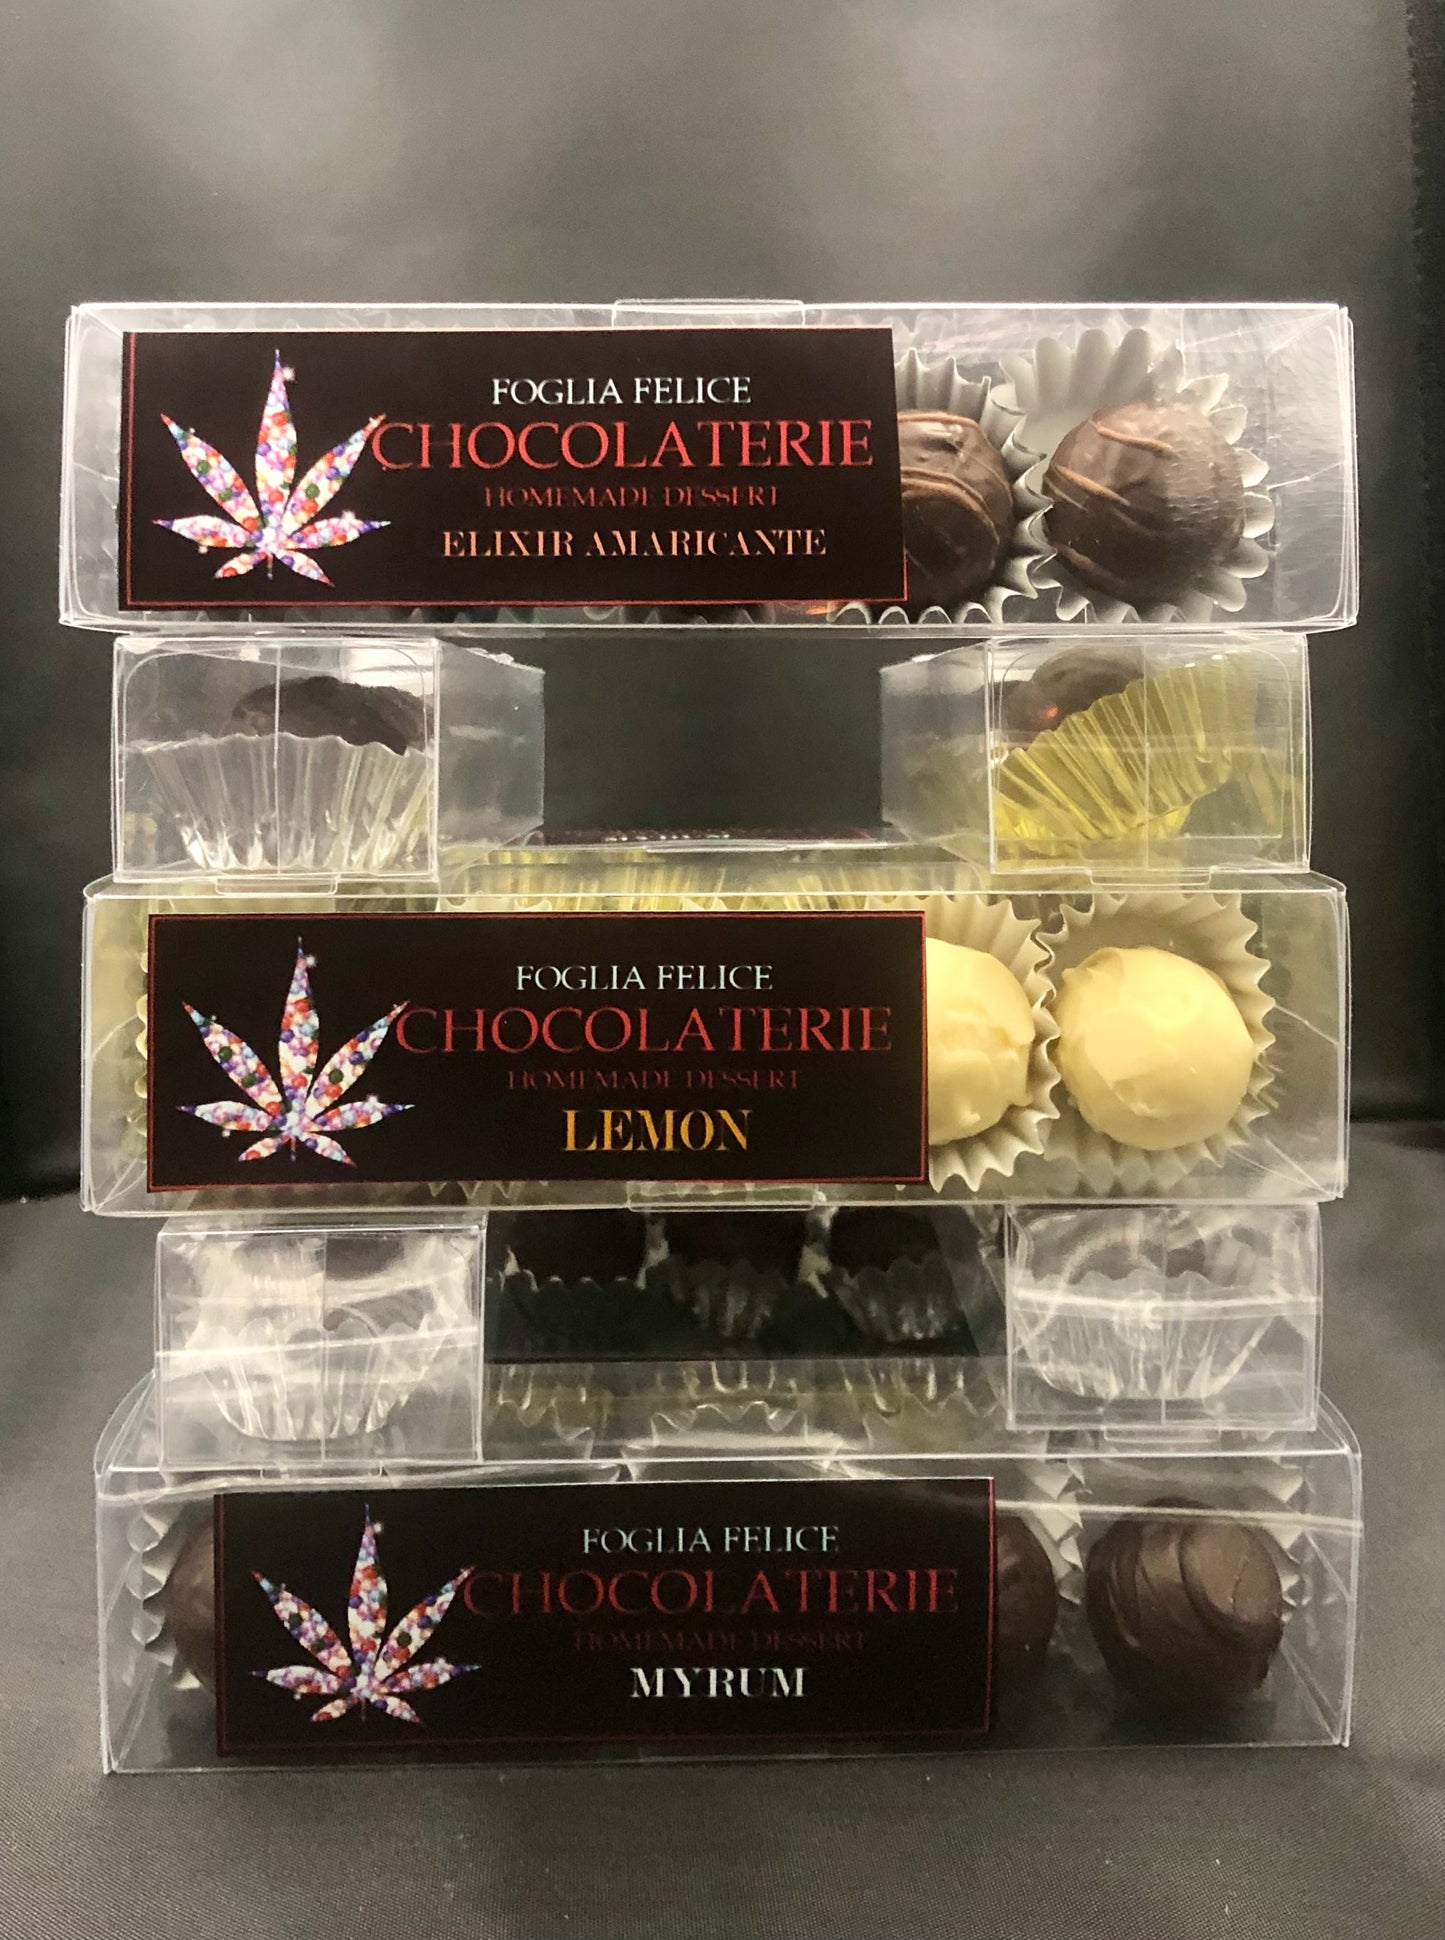 FOGLIA FELICE
CHOCOLATERIE
HOMEMADE DESSERT
ELIXIR AMARICANTE
FOGLIA FELICE
CHOCOLATERIE
HOMEMADE DESSERT
LEMON
FOGLIA FELICE
CHOCOLATERIE
HOMEMADE DESSERT
MYRUM